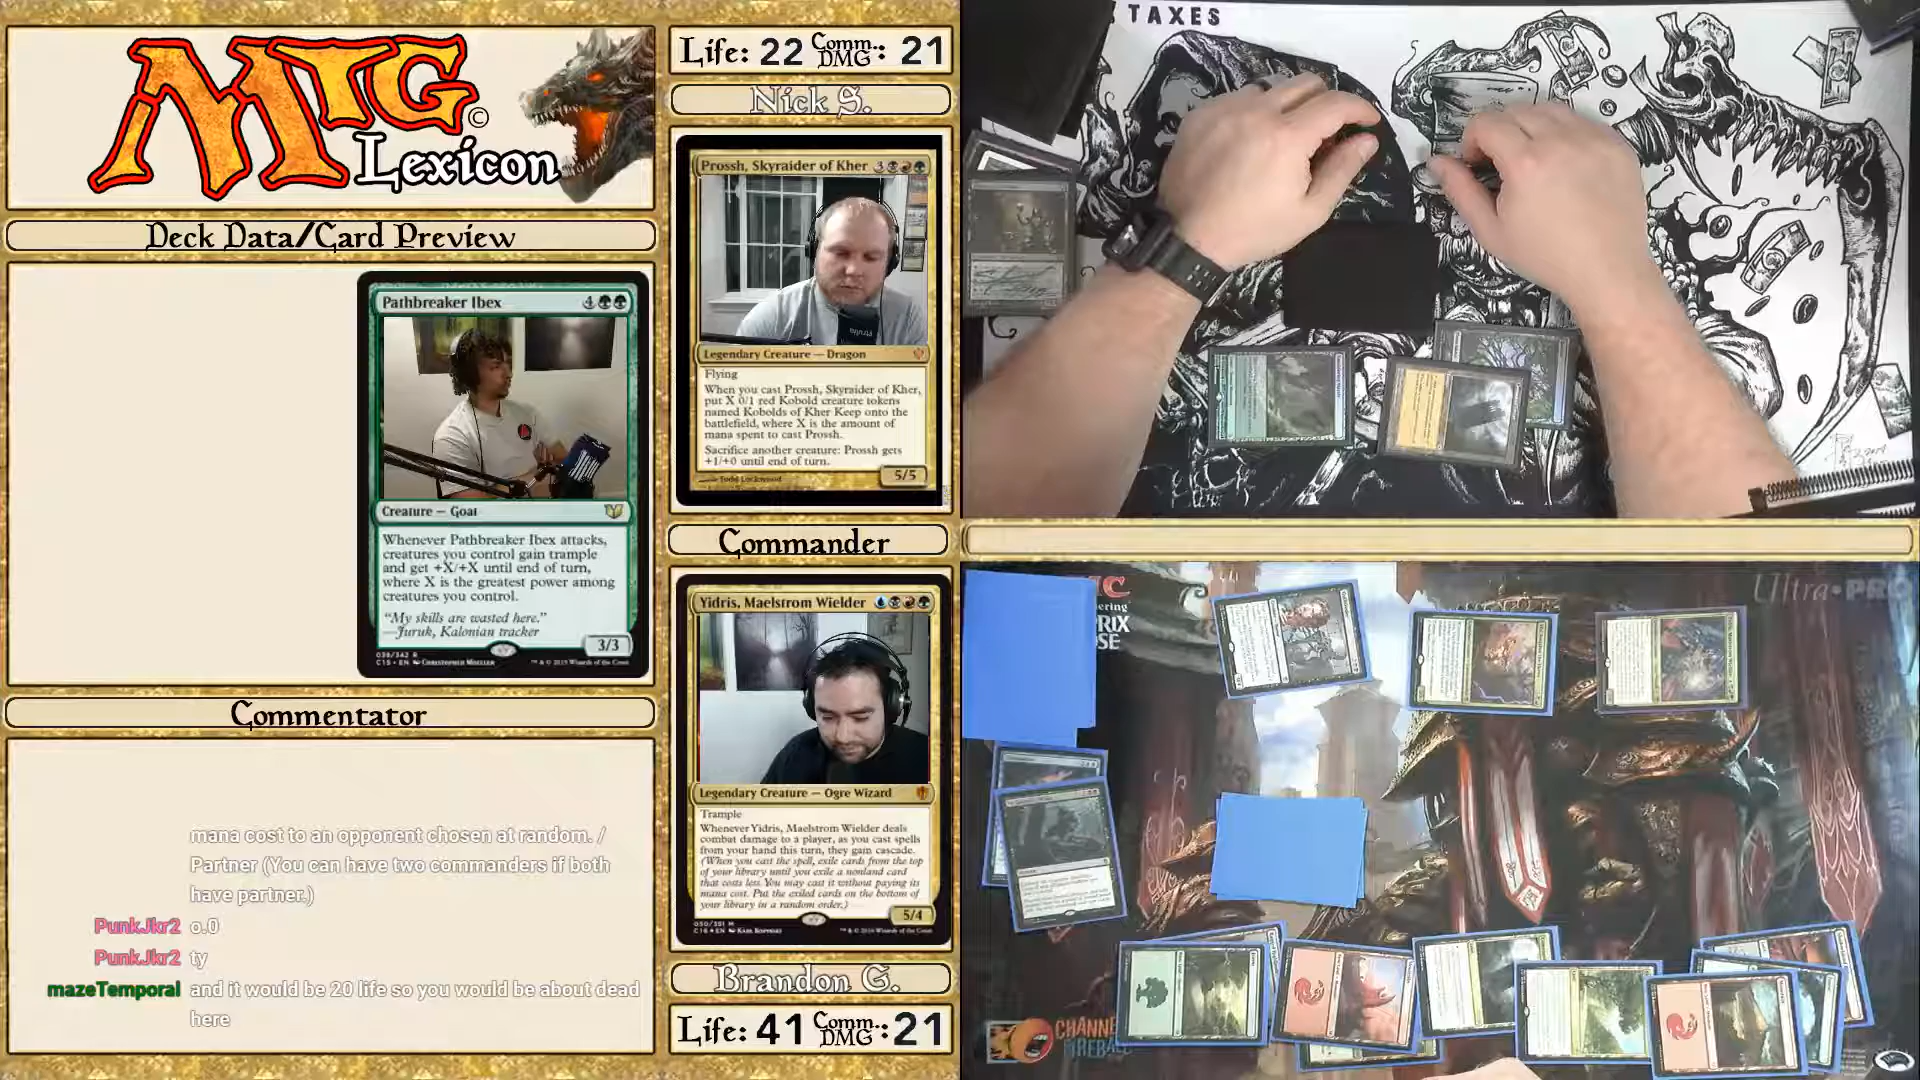 MTG
©
Lexicon
Deck Data/Card Preview
Pathbreaker Ibex 4
Creature — Goat
Whenever Pathbreaker Ibex attacks,
creatures you control gain trample
and get +X/+X until end of turn,
where X is the greatest power among
creatures you control.
“My skills are wasted here.”
—Juruk, Kalonian tracker
3/3
Commentator
mana cost to an opponent chosen at random. /
Partner (You can have two commanders if both
have partner.)
PunkJkr2 o.0
PunkJkr2 ty
mazeTemporal and it would be 20 life so you would be about dead
here
Life: 22 Comm. DMG: 21
Nick S.
Prossh, Skyraider of Kher 3
Legendary Creature — Dragon
Flying
When you cast Prossh, Skyraider of Kher,
put X 0/1 red Kobold creature tokens
named Kobolds of Kher Keep onto the
battlefield, where X is the amount of
mana spent to cast Prossh.
Sacrifice another creature: Prossh gets
+1/+0 until end of turn.
5/5
Todd Lockwood
Commander
Yidris, Maelstrom Wielder
Legendary Creature — Ogre Wizard
Trample
Whenever Yidris, Maelstrom Wielder deals
combat damage to a player, as you cast spells
from your hand this turn, they gain cascade.
(When you cast the spell, exile cards from the top
of your library until you exile a nonland card
that costs less. You may cast it without paying its
mana cost. Put the exiled cards on the bottom of
your library in a random order.)
5/4
Brandon G.
Life: 41 Comm. DMG: 21
TAXES
Ultra•PRO
CHANNEL
FIREBALL